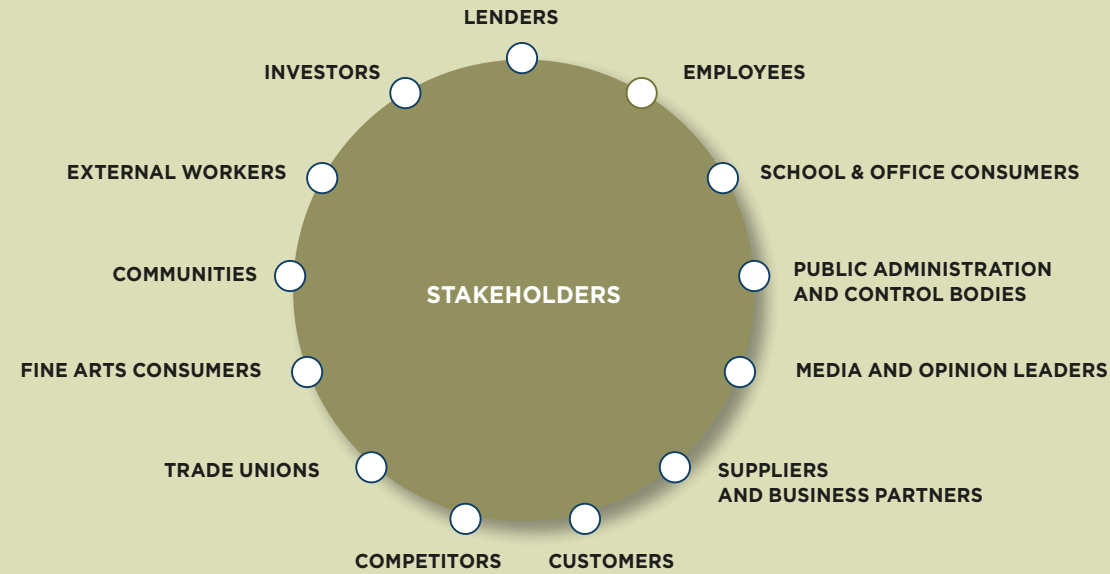 LENDERS
INVESTORS
EMPLOYEES
EXTERNAL WORKERS
SCHOOL & OFFICE CONSUMERS
COMMUNITIES
PUBLIC ADMINISTRATION
AND CONTROL BODIES
STAKEHOLDERS
FINE ARTS CONSUMERS
MEDIA AND OPINION LEADERS
TRADE UNIONS
SUPPLIERS
AND BUSINESS PARTNERS
COMPETITORS
CUSTOMERS